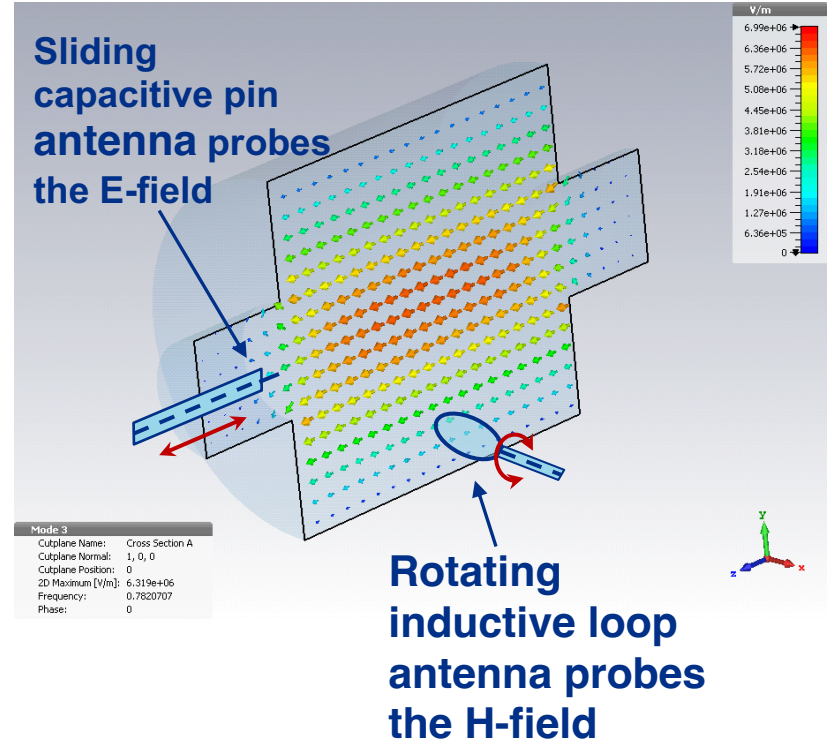 Sliding
capacitive pin
antenna probes
the E-field
V/m
6.99e+06
6.36e+06
5.72e+06
5.08e+06
4.45e+06
3.81e+06
3.18e+06
2.54e+06
1.91e+06
1.27e+06
6.36e+05
0
Mode 3
Cutplane Name: Cross Section A
Cutplane Normal: 1, 0, 0
Cutplane Position: 0
2D Maximum [V/m]: 6.319e+06
Frequency: 0.7820707
Phase: 0
y
z
x
Rotating
inductive loop
antenna probes
the H-field